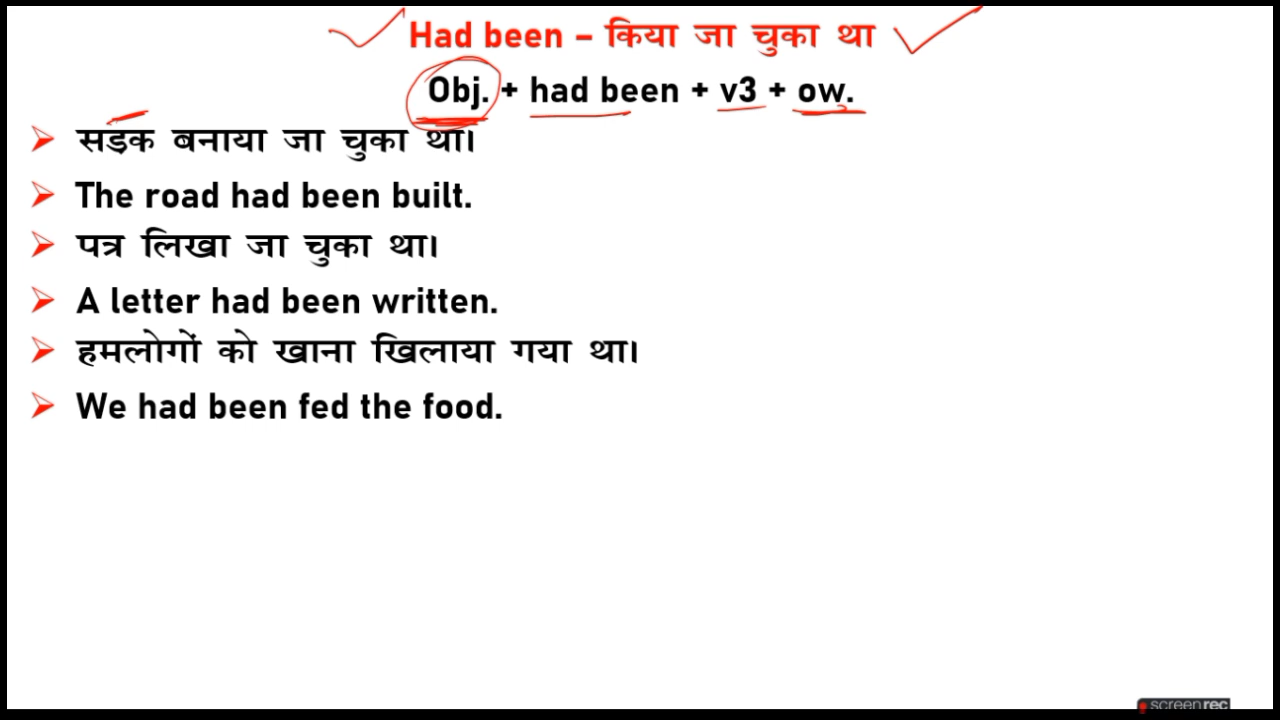 Had been – किया जा चुका था
Obj. + had been + v3 + ow.
सड़क बनाया जा चुका था।
The road had been built.
पत्र लिखा जा चुका था।
A letter had been written.
हमलोगों को खाना खिलाया गया था।
We had been fed the food.
screenrec